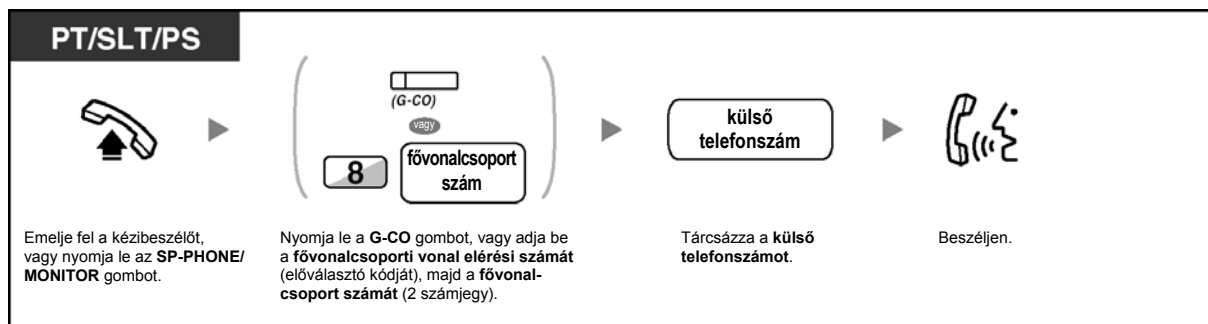 PT/SLT/PS
(G-CO)
vagy
8
fővonalcsoport
szám
külső
telefonszám
Emelje fel a kézibeszélőt,
vagy nyomja le az SP-PHONE/
MONITOR gombot.
Nyomja le a G-CO gombot, vagy adja be
a fővonalcsoporti vonal elérési számát
(előválasztó kódját), majd a fővonal-
csoport számát (2 számjegy).
Tárcsázza a külső
telefonszámot.
Beszéljen.